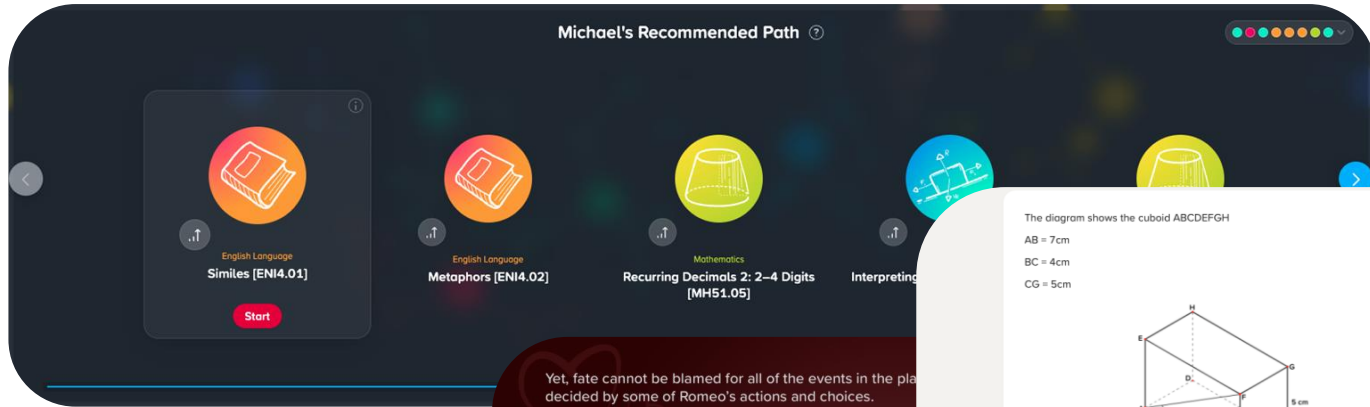 Michael's Recommended Path ?
English Language
Similes [ENI4.01]
Start
English Language
Metaphors [ENI4.02]
Mathematics
Recurring Decimals 2: 2–4 Digits
[MH51.05]
Interpreting
The diagram shows the cuboid ABCDEFGH
AB = 7cm
BC = 4cm
CG = 5cm
H
E
G
D
F
5 cm
Yet, fate cannot be blamed for all of the events in the pla
decided by some of Romeo's actions and choices.